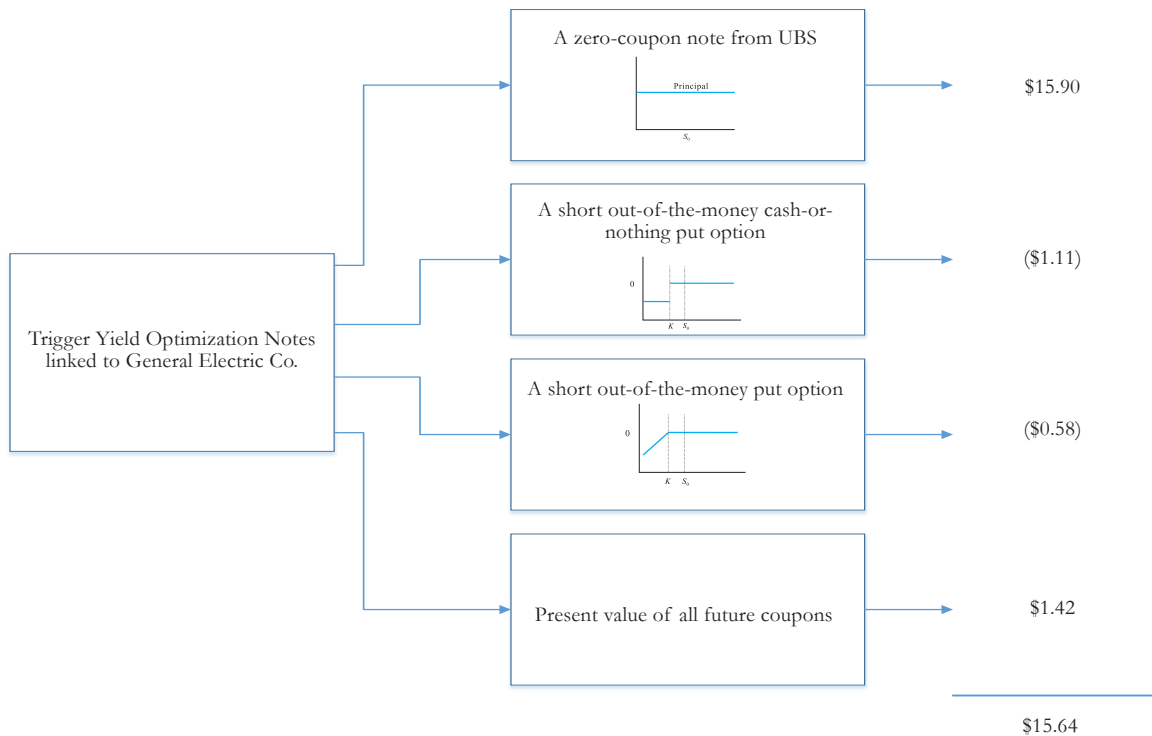 A zero-coupon note from UBS
Principal
S0
$15.90
A short out-of-the-money cash-or-
nothing put option
0
K S0
($1.11)
Trigger Yield Optimization Notes
linked to General Electric Co.
A short out-of-the-money put option
0
K S0
($0.58)
Present value of all future coupons
$1.42
$15.64